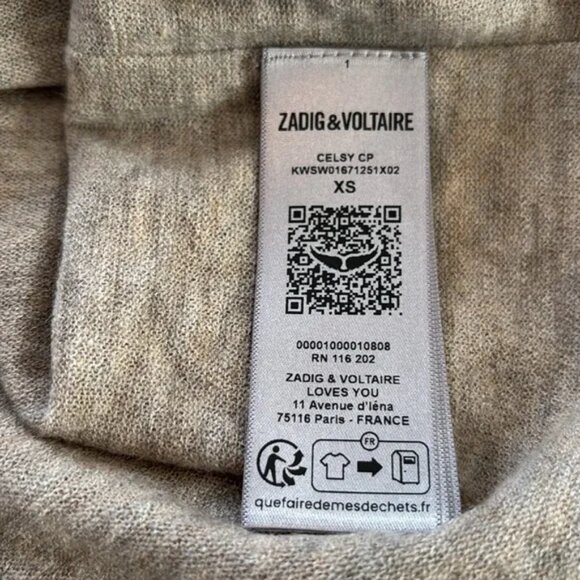 1
ZADIG&VOLTAIRE
CELSY CP
KWSW01671251X02
XS
00001000010808
RN 116 202
ZADIG & VOLTAIRE
LOVES YOU
11 Avenue d'Iéna
75116 Paris - FRANCE
FR
quefairedemesdechets.fr